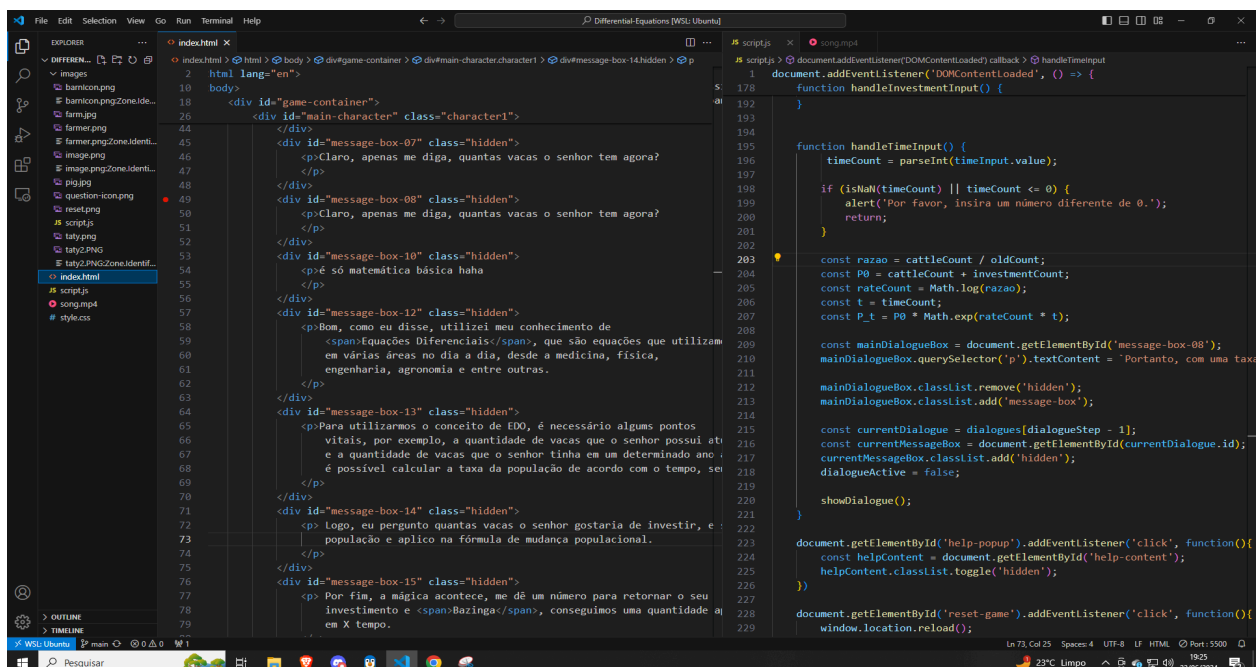 File Edit Selection View Go Run Terminal Help
Differential-Equations [WSL: Ubuntu]
EXPLORER
DIFFEREN...
images
barnIcon.png
barnIcon.png:Zone.Ide...
farm.jpg
farmer.png
farmer.png:Zone.Identi...
image.png
image.png:Zone.Identi...
pig.jpg
question-icon.png
reset.png
JS script.js
taty.png
taty2.PNG
taty2.PNG:Zone.Identif...
index.html
JS script.js
song.mp4
# style.css
OUTLINE
TIMELINE
index.html
index.html > html > body > div#game-container > div#main-character.character1 > div#message-box-14.hidden > p
2 html lang="en">
10 body>
18 <div id="game-container">
26 <div id="main-character" class="character1">
44 </div>
45 <div id="message-box-07" class="hidden">
46 <p>Claro, apenas me diga, quantas vacas o senhor tem agora?
47 </p>
48 </div>
49 <div id="message-box-08" class="hidden">
50 <p>Claro, apenas me diga, quantas vacas o senhor tem agora?
51 </p>
52 </div>
53 <div id="message-box-10" class="hidden">
54 <p>é só matemática básica haha
55 </p>
56 </div>
57 <div id="message-box-12" class="hidden">
58 <p>Bom, como eu disse, utilizei meu conhecimento de
59 <span>Equações Diferenciais</span>, que são equações que utilizam
60 em várias áreas no dia a dia, desde a medicina, física,
61 engenharia, agronomia e entre outras.
62 </p>
63 </div>
64 <div id="message-box-13" class="hidden">
65 <p>Para utilizarmos o conceito de EDO, é necessário alguns pontos
66 vitais, por exemplo, a quantidade de vacas que o senhor possui at
67 e a quantidade de vacas que o senhor tinha em um determinado ano
68 é possível calcular a taxa da população de acordo com o tempo, se
69 </p>
70 </div>
71 <div id="message-box-14" class="hidden">
72 <p> Logo, eu pergunto quantas vacas o senhor gostaria de investir, e
73 população e aplico na fórmula de mudança populacional.
74 </p>
75 </div>
76 <div id="message-box-15" class="hidden">
77 <p> Por fim, a mágica acontece, me dê um número para retornar o seu
78 investimento e <span>Bazinga</span>, conseguimos uma quantidade a
79 em X tempo.
JS script.js
song.mp4
JS script.js > document.addEventListener('DOMContentLoaded') callback > handleTimeInput
1 document.addEventListener('DOMContentLoaded', () => {
178 function handleInvestmentInput() {
192 }
193
194
195 function handleTimeInput() {
196 timeCount = parseInt(timeInput.value);
197
198 if (isNaN(timeCount) || timeCount <= 0) {
199 alert('Por favor, insira um número diferente de 0.');
200 return;
201 }
202
203 const razao = cattleCount / oldCount;
204 const P0 = cattleCount + investmentCount;
205 const rateCount = Math.log(razao);
206 const t = timeCount;
207 const P_t = P0 * Math.exp(rateCount * t);
208
209 const mainDialogueBox = document.getElementById('message-box-08');
210 mainDialogueBox.querySelector('p').textContent = `Portanto, com uma taxa
211
212 mainDialogueBox.classList.remove('hidden');
213 mainDialogueBox.classList.add('message-box');
214
215 const currentDialogue = dialogues[dialogueStep - 1];
216 const currentMessageBox = document.getElementById(currentDialogue.id);
217 currentMessageBox.classList.add('hidden');
218 dialogueActive = false;
219
220 showDialogue();
221 }
222
223 document.getElementById('help-popup').addEventListener('click', function(){
224 const helpContent = document.getElementById('help-content');
225 helpContent.classList.toggle('hidden');
226 })
227
228 document.getElementById('reset-game').addEventListener('click', function(){
229 window.location.reload();
WSL: Ubuntu main 0 0 1
Ln 73, Col 25 Spaces: 4 UTF-8 LF HTML Port : 5500
Pesquisar
23°C Limpo
19:25